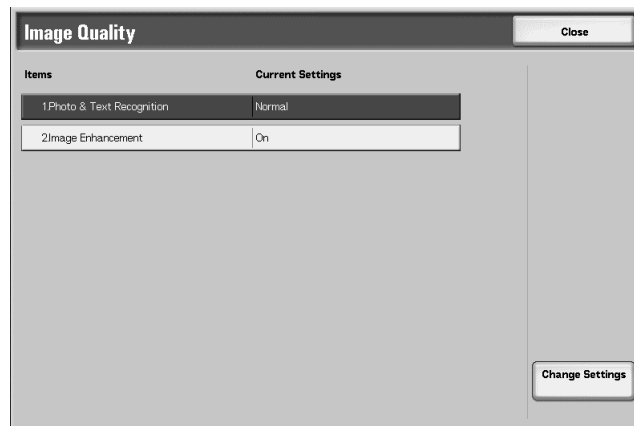 Image Quality
Close
Items Current Settings
1.Photo & Text Recognition Normal
2.Image Enhancement On
Change Settings